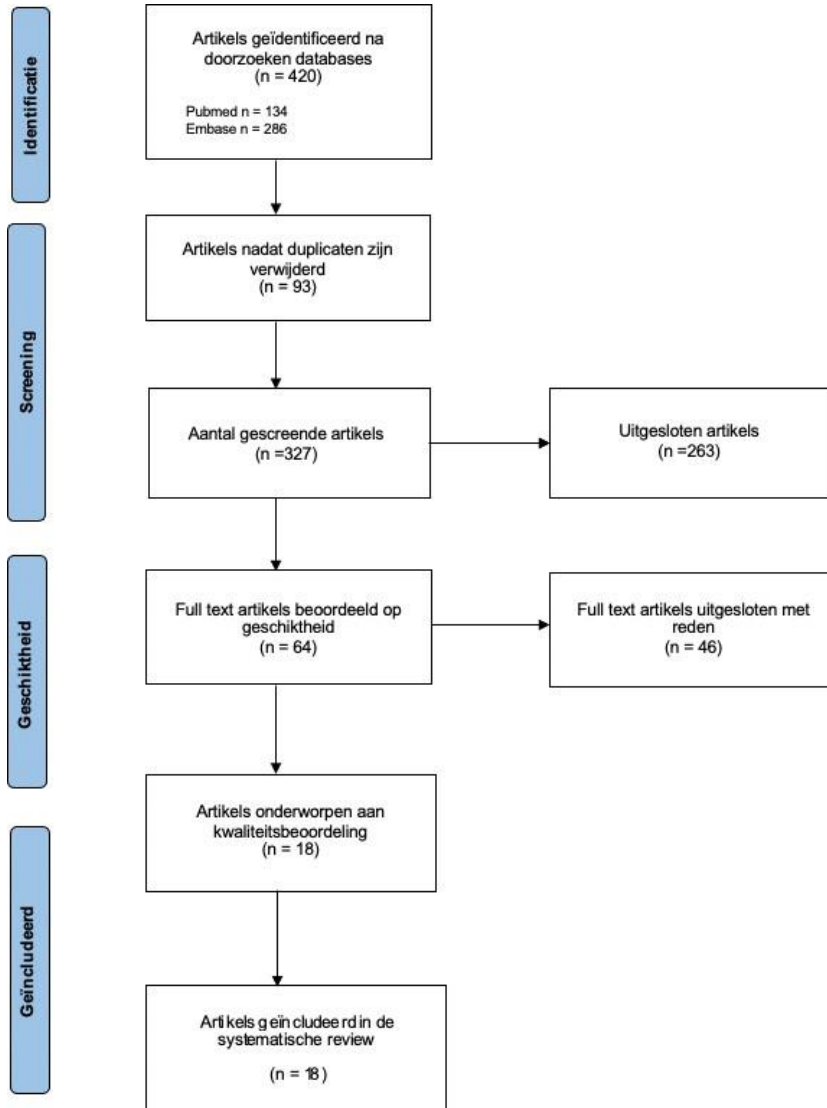 Identificatie
Artikels geïdentificeerd na
doorzoeken databases
(n = 420)
Pubmed n = 134
Embase n = 286
Screening
Artikels nadat duplicaten zijn
verwijderd
(n = 93)
Aantal gescreende artikels
(n =327)
Uitgesloten artikels
(n =263)
Geschiktheid
Full text artikels beoordeeld op
geschiktheid
(n = 64)
Full text artikels uitgesloten met
reden
(n = 46)
Geïncludeerd
Artikels onderworpen aan
kwaliteitsbeoordeling
(n = 18)
Artikels geïncludeerd in de
systematische review
(n = 18)